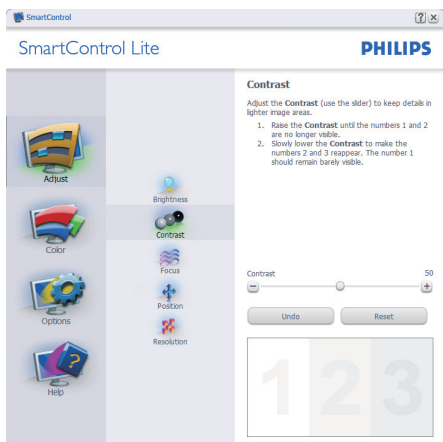 SmartControl
SmartControl Lite
PHILIPS
Adjust
Color
Options
Help
Brightness
Contrast
Focus
Position
Resolution
Contrast
Adjust the Contrast (use the slider) to keep details in
lighter image areas.
1. Raise the Contrast until the numbers 1 and 2
are no longer visible.
2. Slowly lower the Contrast to make the
numbers 2 and 3 reappear. The number 1
should remain barely visible.
Contrast 50
Undo Reset
1 2 3